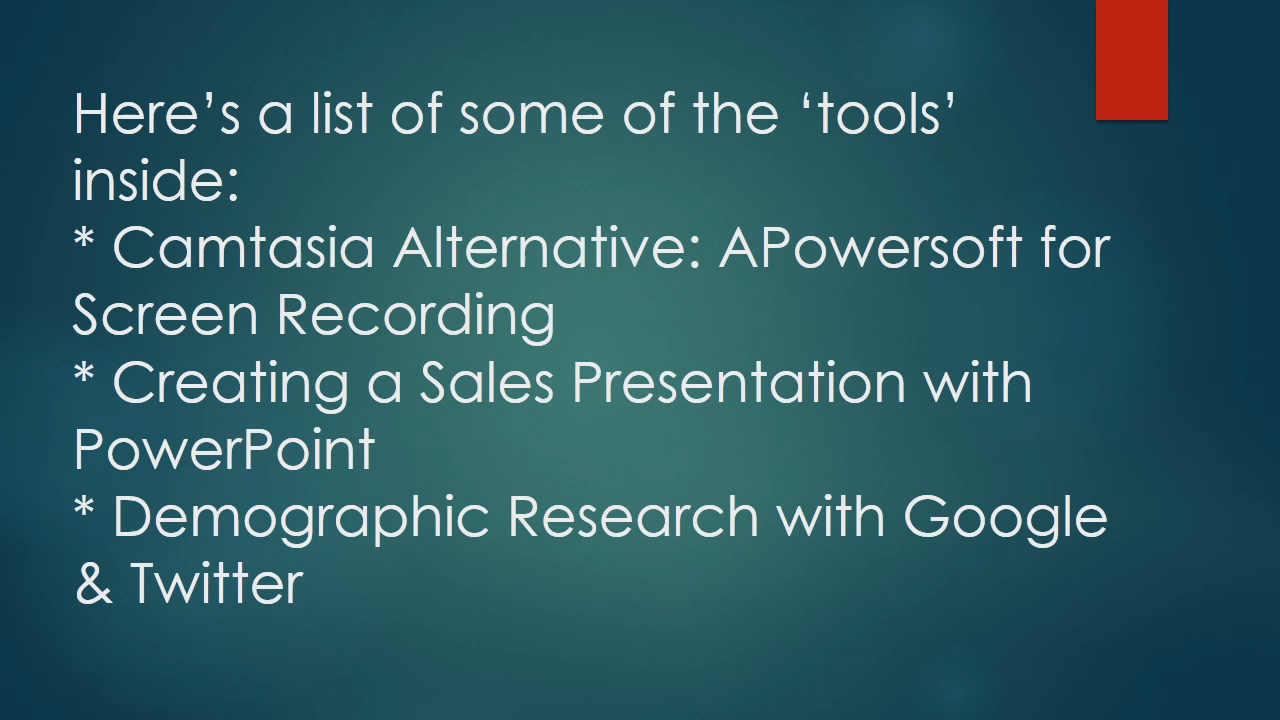 Here’s a list of some of the ‘tools’
inside:
* Camtasia Alternative: APowersoft for
Screen Recording
* Creating a Sales Presentation with
PowerPoint
* Demographic Research with Google
& Twitter